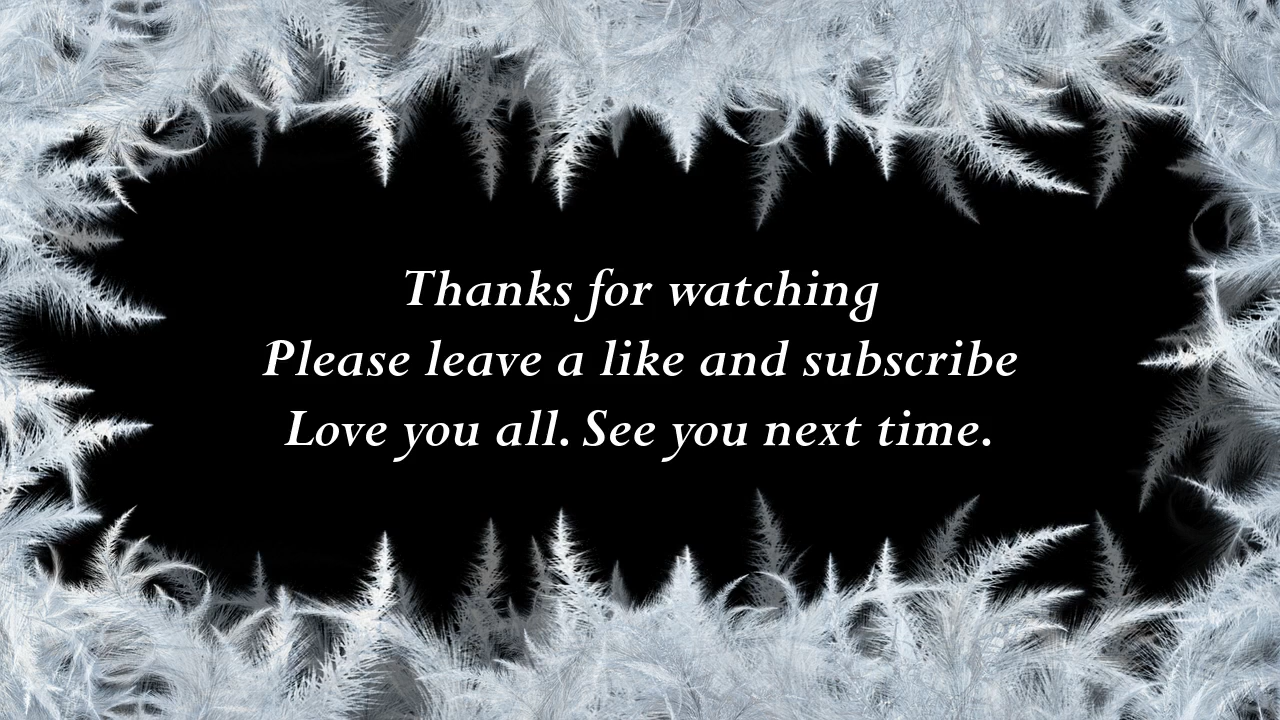 Thanks for watching
Please leave a like and subscribe
Love you all. See you next time.